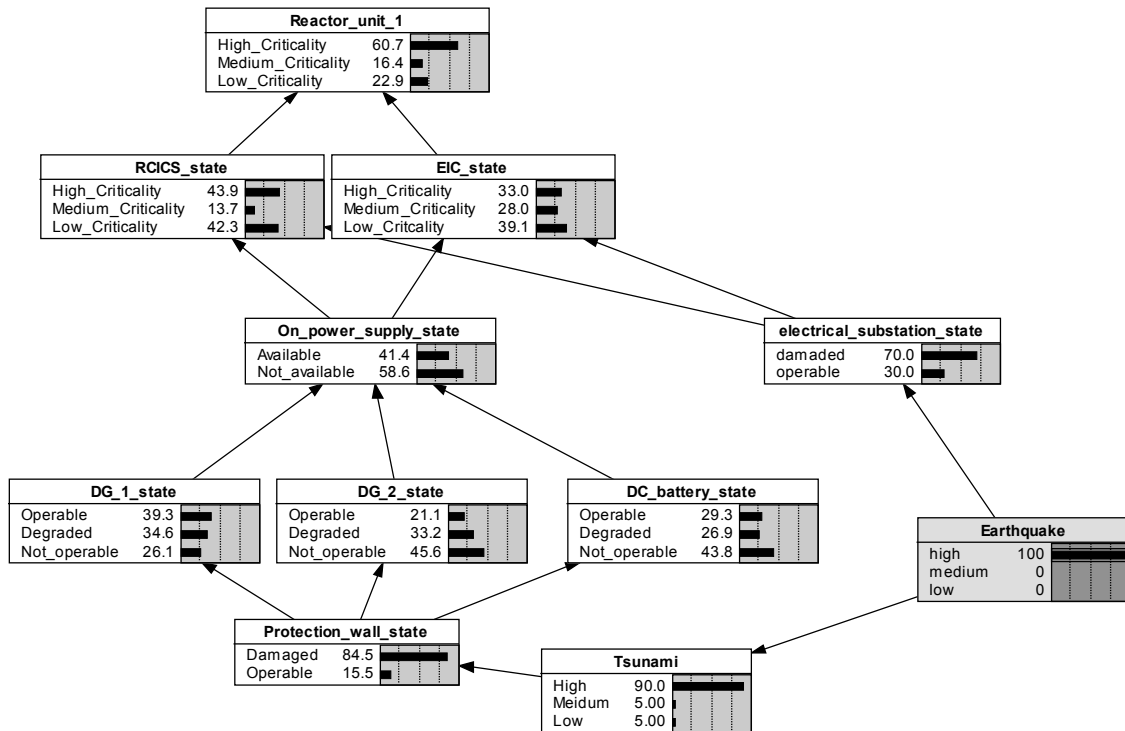 Reactor_unit_1
High_Criticality 60.7
Medium_Criticality 16.4
Low_Criticality 22.9
RCICS_state
High_Criticality 43.9
Medium_Criticality 13.7
Low_Criticality 42.3
EIC_state
High_Criticality 33.0
Medium_Criticality 28.0
Low_Critcality 39.1
On_power_supply_state
Available 41.4
Not_available 58.6
electrical_substation_state
damaded 70.0
operable 30.0
DG_1_state
Operable 39.3
Degraded 34.6
Not_operable 26.1
DG_2_state
Operable 21.1
Degraded 33.2
Not_operable 45.6
DC_battery_state
Operable 29.3
Degraded 26.9
Not_operable 43.8
Earthquake
high 100
medium 0
low 0
Protection_wall_state
Damaged 84.5
Operable 15.5
Tsunami
High 90.0
Meidum 5.00
Low 5.00